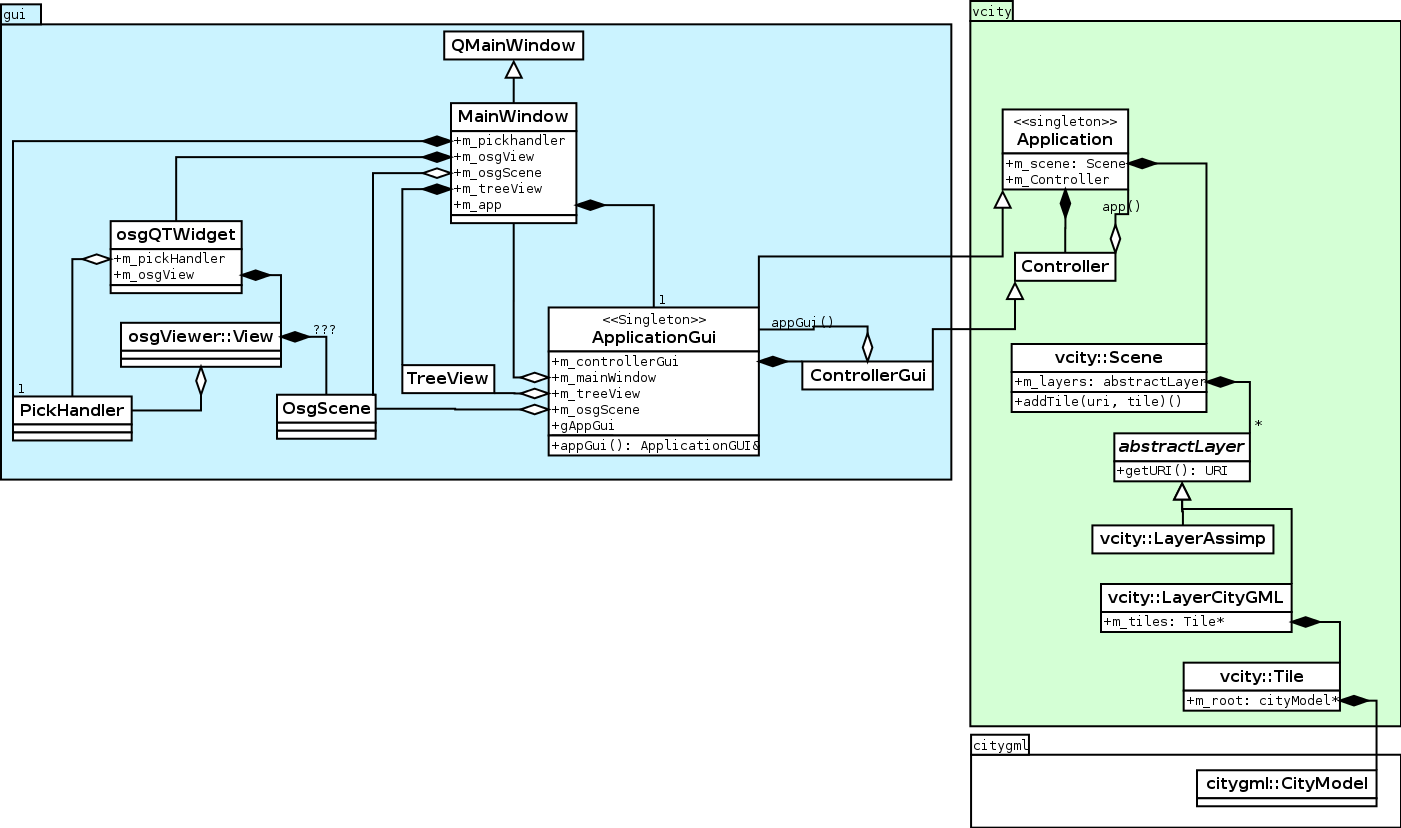 gui
QMainWindow
MainWindow
+m_pickhandler
+m_osgView
+m_osgScene
+m_treeView
+m_app
osgQTWidget
+m_pickHandler
+m_osgView
osgViewer::View
???
1
PickHandler
OsgScene
TreeView
1
<<Singleton>>
ApplicationGui
+m_controllerGui
+m_mainWindow
+m_treeView
+m_osgScene
+gAppGui
+appGui(): ApplicationGUI&
appGui()
ControllerGui
vcity
<<singleton>>
Application
+m_scene: Scene
+m_Controller
app()
Controller
vcity::Scene
+m_layers: abstractLayer
+addTile(uri, tile)()
*
abstractLayer
+getURI(): URI
vcity::LayerAssimp
vcity::LayerCityGML
+m_tiles: Tile*
vcity::Tile
+m_root: cityModel*
citygml
citygml::CityModel